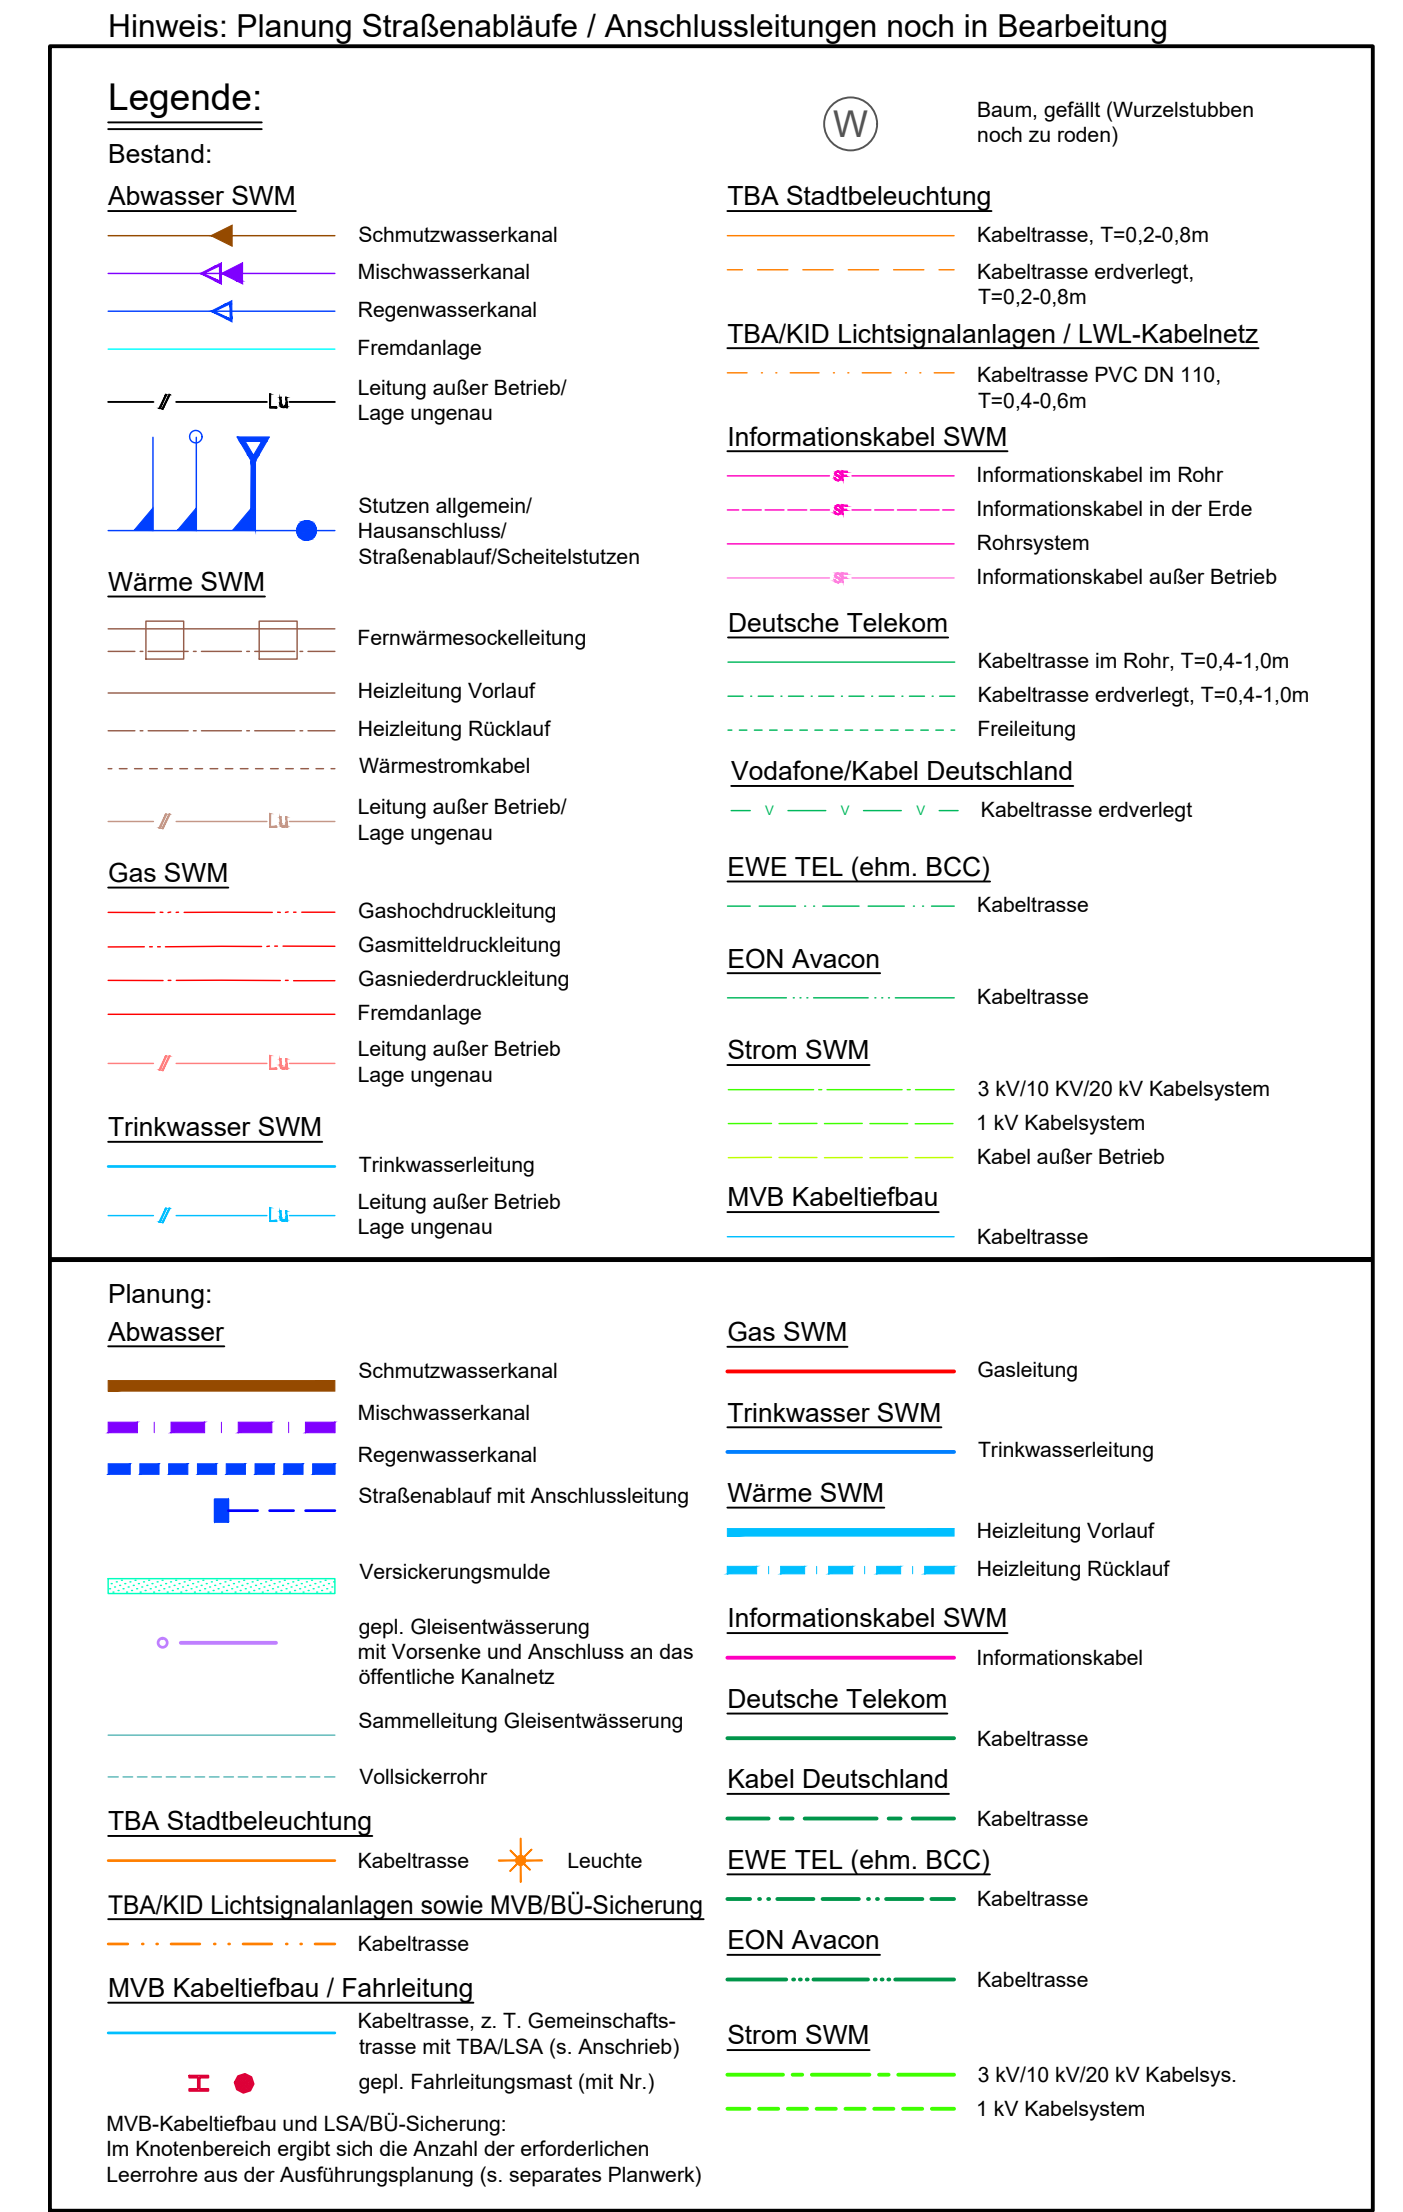 Hinweis: Planung Straßenabläufe / Anschlussleitungen noch in Bearbeitung
Legende:
Bestand:
Abwasser SWM
Schmutzwasserkanal
Mischwasserkanal
Regenwasserkanal
Fremdanlage
Leitung außer Betrieb/
Lage ungenau
Lu
Stutzen allgemein/
Hausanschluss/
Straßenablauf/Scheitelstutzen
Wärme SWM
Fernwärmesockelleitung
Heizleitung Vorlauf
Heizleitung Rücklauf
Wärmestromkabel
Leitung außer Betrieb/
Lage ungenau
Lu
Gas SWM
Gashochdruckleitung
Gasmitteldruckleitung
Gasniederdruckleitung
Fremdanlage
Leitung außer Betrieb
Lage ungenau
Lu
Trinkwasser SWM
Trinkwasserleitung
Leitung außer Betrieb
Lage ungenau
Lu
W
Baum, gefällt (Wurzelstubben
noch zu roden)
TBA Stadtbeleuchtung
Kabeltrasse, T=0,2-0,8m
Kabeltrasse erdverlegt,
T=0,2-0,8m
TBA/KID Lichtsignalanlagen / LWL-Kabelnetz
Kabeltrasse PVC DN 110,
T=0,4-0,6m
Informationskabel SWM
SF Informationskabel im Rohr
SF Informationskabel in der Erde
Rohrsystem
SF Informationskabel außer Betrieb
Deutsche Telekom
Kabeltrasse im Rohr, T=0,4-1,0m
Kabeltrasse erdverlegt, T=0,4-1,0m
Freileitung
Vodafone/Kabel Deutschland
V V V Kabeltrasse erdverlegt
EWE TEL (ehm. BCC)
Kabeltrasse
EON Avacon
Kabeltrasse
Strom SWM
3 kV/10 KV/20 kV Kabelsystem
1 kV Kabelsystem
Kabel außer Betrieb
MVB Kabeltiefbau
Kabeltrasse
Planung:
Abwasser
Schmutzwasserkanal
Mischwasserkanal
Regenwasserkanal
Straßenablauf mit Anschlussleitung
Versickerungsmulde
gepl. Gleisentwässerung
mit Vorsenke und Anschluss an das
öffentliche Kanalnetz
Sammelleitung Gleisentwässerung
Vollsickerrohr
TBA Stadtbeleuchtung
Kabeltrasse Leuchte
TBA/KID Lichtsignalanlagen sowie MVB/BÜ-Sicherung
Kabeltrasse
MVB Kabeltiefbau / Fahrleitung
Kabeltrasse, z. T. Gemeinschafts-
trasse mit TBA/LSA (s. Anschrieb)
gepl. Fahrleitungsmast (mit Nr.)
MVB-Kabeltiefbau und LSA/BÜ-Sicherung:
Im Knotenbereich ergibt sich die Anzahl der erforderlichen
Leerrohre aus der Ausführungsplanung (s. separates Planwerk)
Gas SWM
Gasleitung
Trinkwasser SWM
Trinkwasserleitung
Wärme SWM
Heizleitung Vorlauf
Heizleitung Rücklauf
Informationskabel SWM
Informationskabel
Deutsche Telekom
Kabeltrasse
Kabel Deutschland
Kabeltrasse
EWE TEL (ehm. BCC)
Kabeltrasse
EON Avacon
Kabeltrasse
Strom SWM
3 kV/10 kV/20 kV Kabelsys.
1 kV Kabelsystem